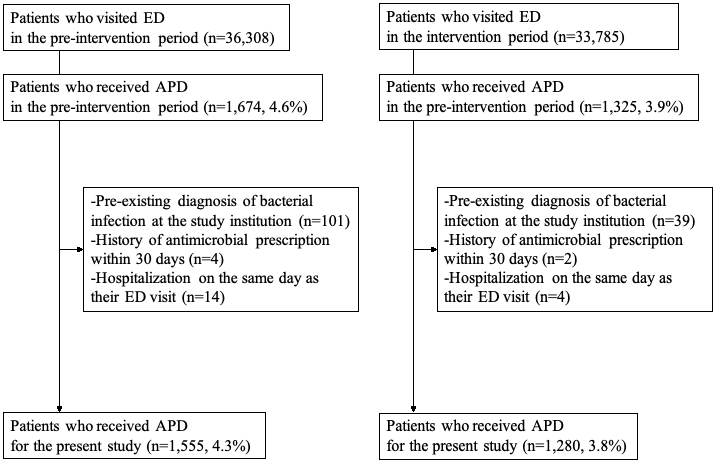 Patients who visited ED
in the pre-intervention period (n=36,308)
Patients who received APD
in the pre-intervention period (n=1,674, 4.6%)
-Pre-existing diagnosis of bacterial
infection at the study institution (n=101)
-History of antimicrobial prescription
within 30 days (n=4)
-Hospitalization on the same day as
their ED visit (n=14)
Patients who received APD
for the present study (n=1,555, 4.3%)
Patients who visited ED
in the intervention period (n=33,785)
Patients who received APD
in the pre-intervention period (n=1,325, 3.9%)
-Pre-existing diagnosis of bacterial
infection at the study institution (n=39)
-History of antimicrobial prescription
within 30 days (n=2)
-Hospitalization on the same day as
their ED visit (n=4)
Patients who received APD
for the present study (n=1,280, 3.8%)